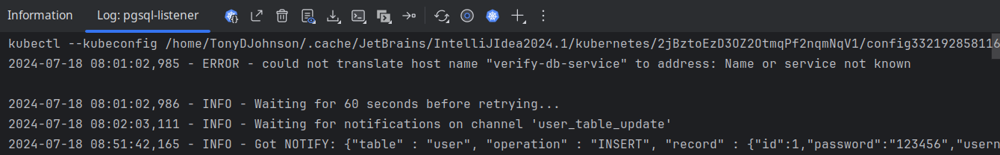 Information Log: pgsql-listener
kubectl --kubeconfig /home/TonyDJohnson/.cache/JetBrains/IntelliJIdea2024.1/kubernetes/2jBztoEzD3OZ2OtmqPf2nqmNqV1/config332192858116
2024-07-18 08:01:02,985 - ERROR - could not translate host name "verify-db-service" to address: Name or service not known
2024-07-18 08:01:02,986 - INFO - Waiting for 60 seconds before retrying...
2024-07-18 08:02:03,111 - INFO - Waiting for notifications on channel 'user_table_update'
2024-07-18 08:51:42,165 - INFO - Got NOTIFY: {"table" : "user", "operation" : "INSERT", "record" : {"id":1,"password":"123456","usern